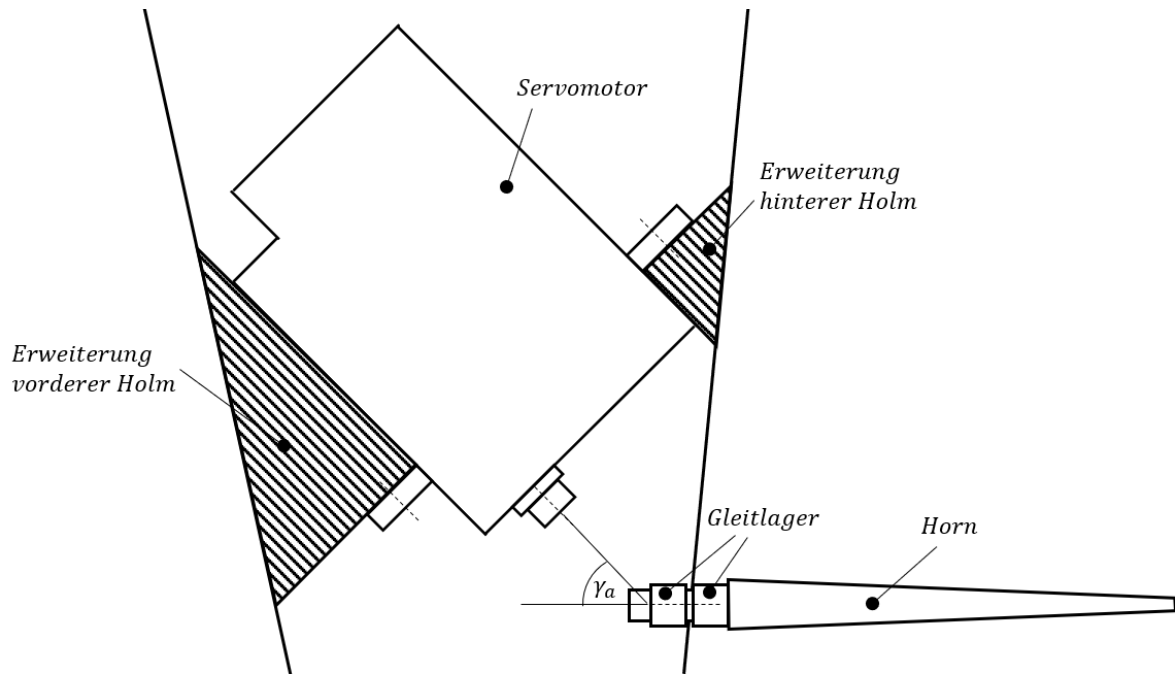 Servomotor
Erweiterung
hinterer Holm
Erweiterung
vorderer Holm
Gleitlager
Horn
γₐ